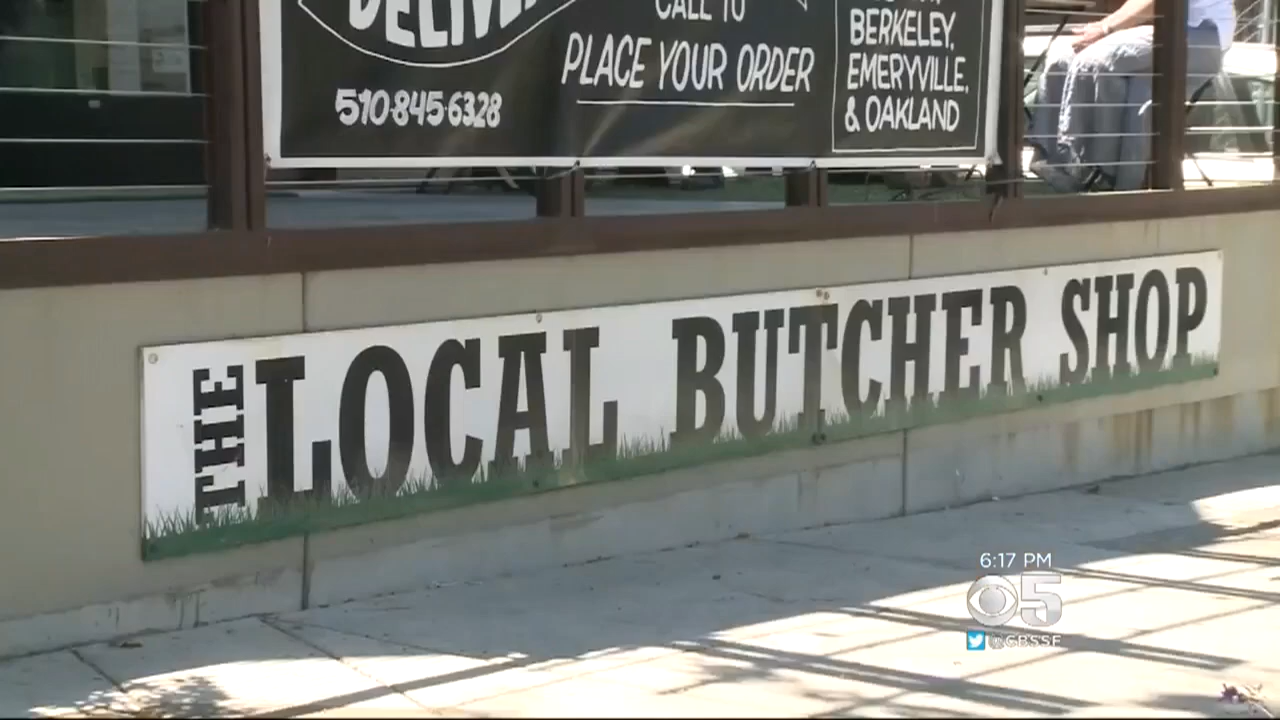 CALL TO
PLACE YOUR ORDER
510·845·6328
BERKELEY,
EMERYVILLE,
& OAKLAND
THE LOCAL BUTCHER SHOP
6:17 PM
5
@CBSSF